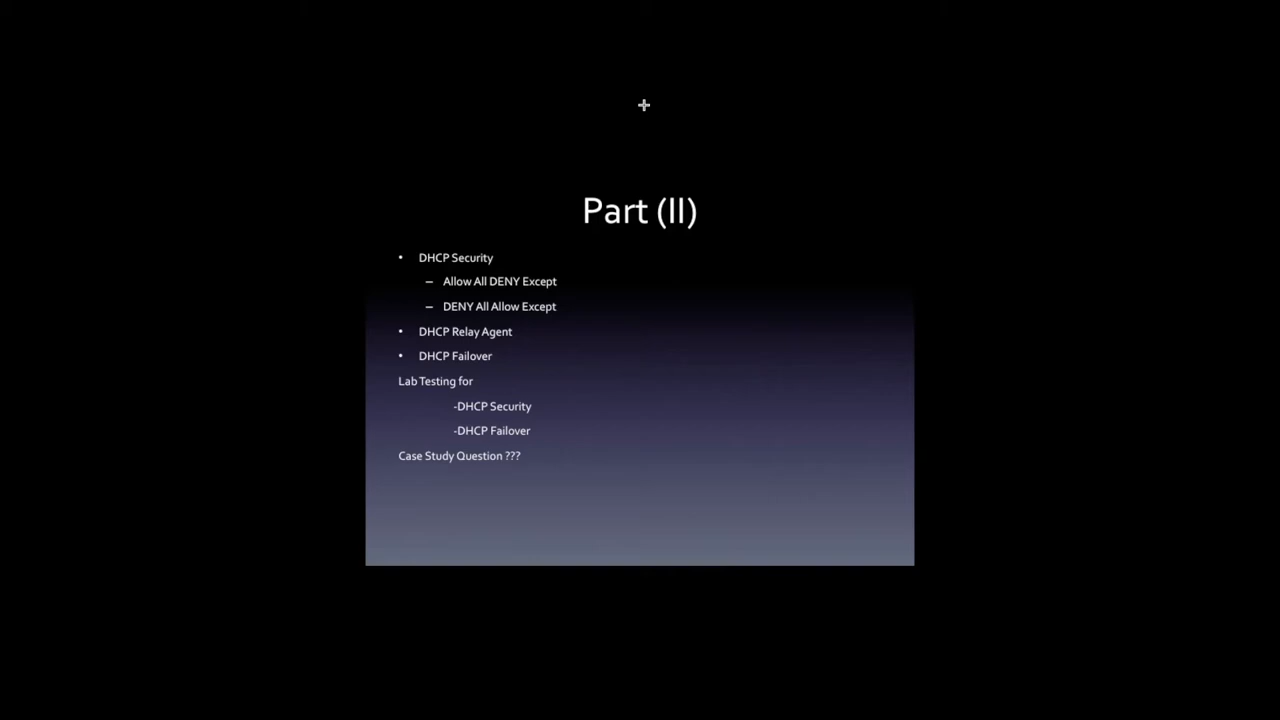 Part (II)
• DHCP Security
– Allow All DENY Except
– DENY All Allow Except
• DHCP Relay Agent
• DHCP Failover
Lab Testing for
-DHCP Security
-DHCP Failover
Case Study Question ???